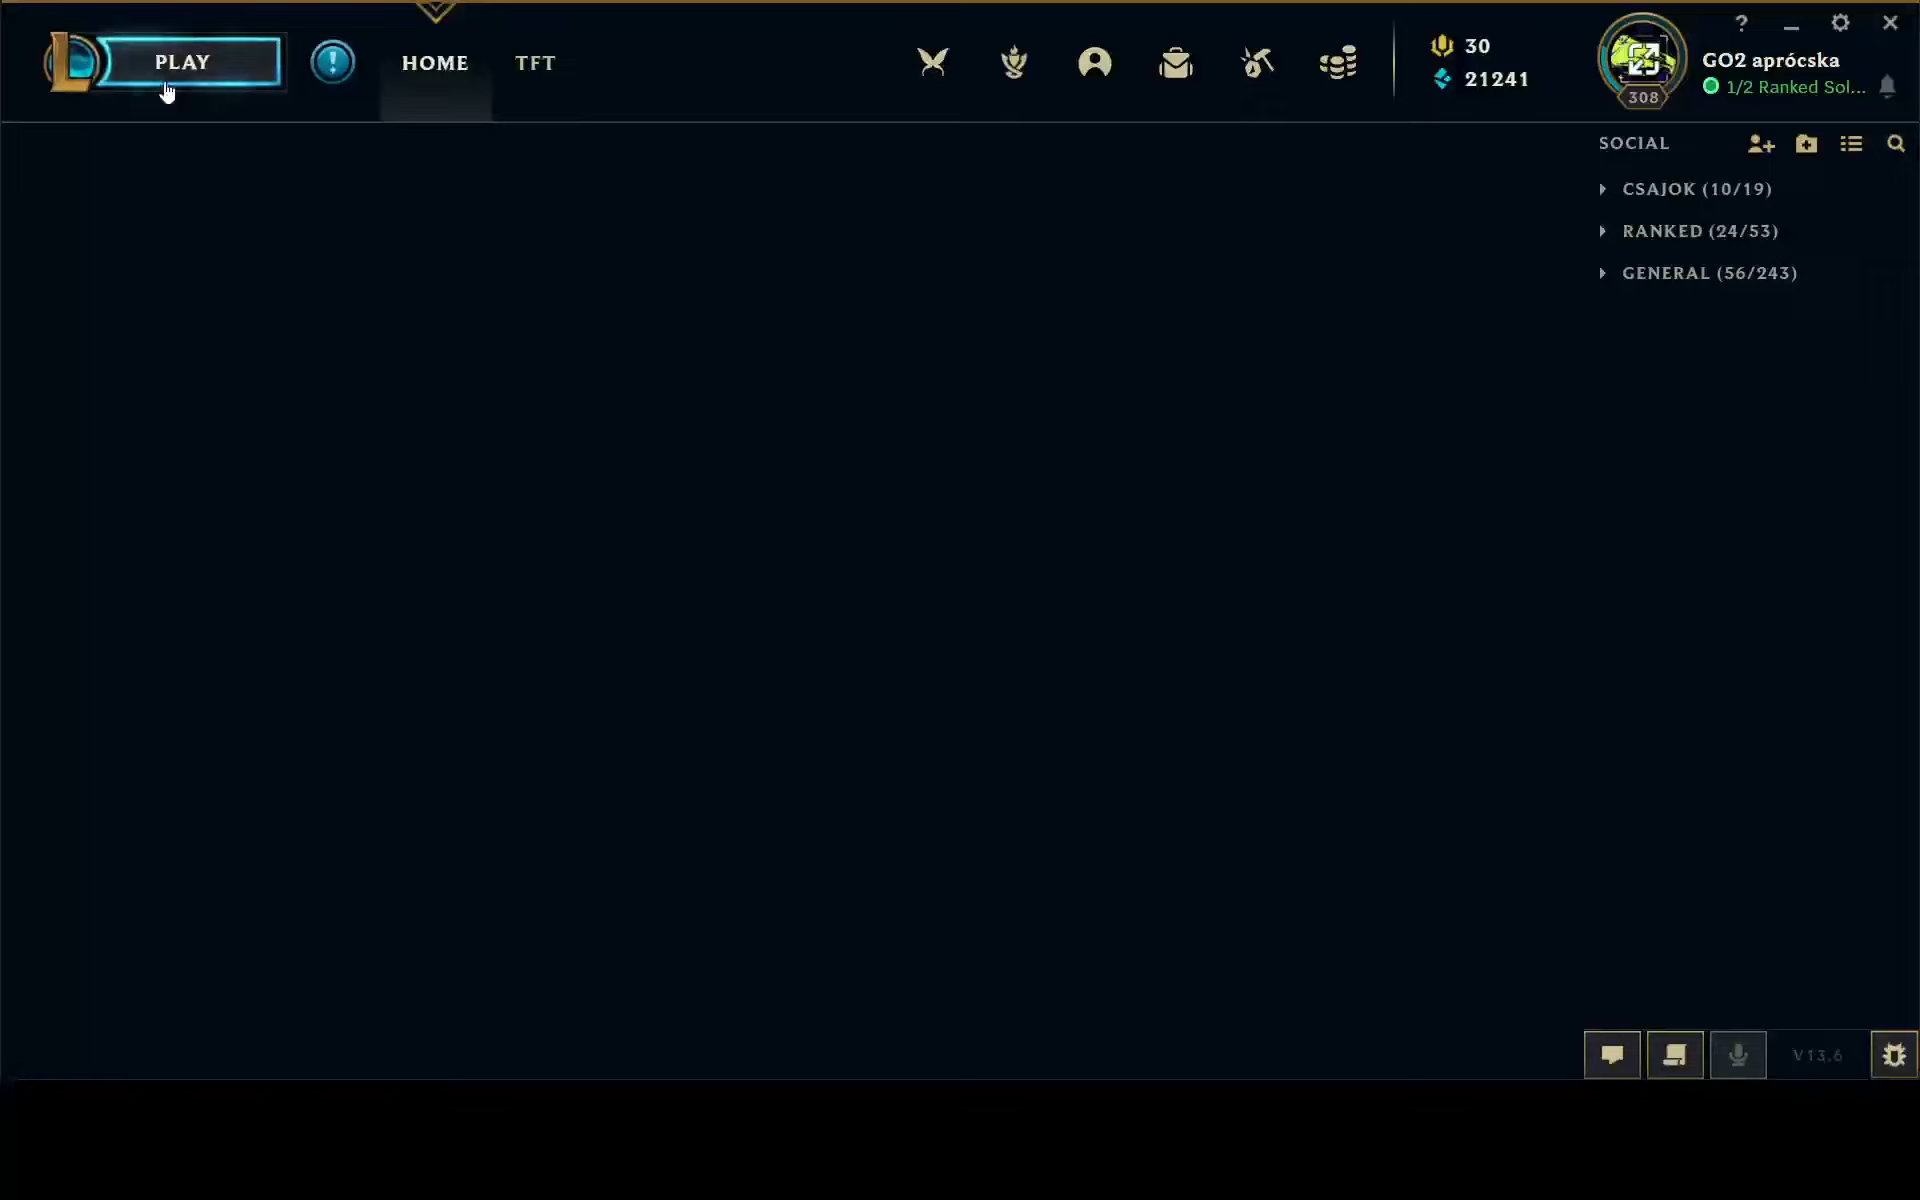 PLAY
HOME
TFT
30
21241
308
?
GO2 aprócska
1/2 Ranked Sol...
SOCIAL
CSAJOK (10/19)
RANKED (24/53)
GENERAL (56/243)
V13.6